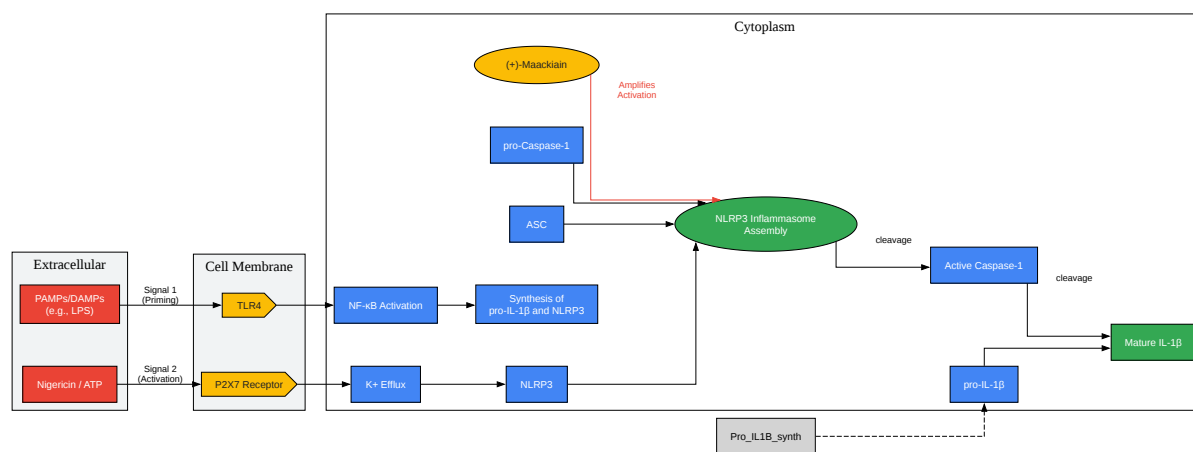 Cytoplasm
(+)-Maackiain
Amplifies
Activation
pro-Caspase-1
ASC
NLRP3 Inflammasome
Assembly
cleavage
Active Caspase-1
cleavage
Extracellular
Cell Membrane
PAMPs/DAMPs
(e.g., LPS)
Signal 1
(Priming)
TLR4
NF-κB Activation
Synthesis of
pro-IL-1β and NLRP3
Mature IL-1β
Nigericin / ATP
Signal 2
(Activation)
P2X7 Receptor
K+ Efflux
NLRP3
pro-IL-1β
Pro_IL1B_synth